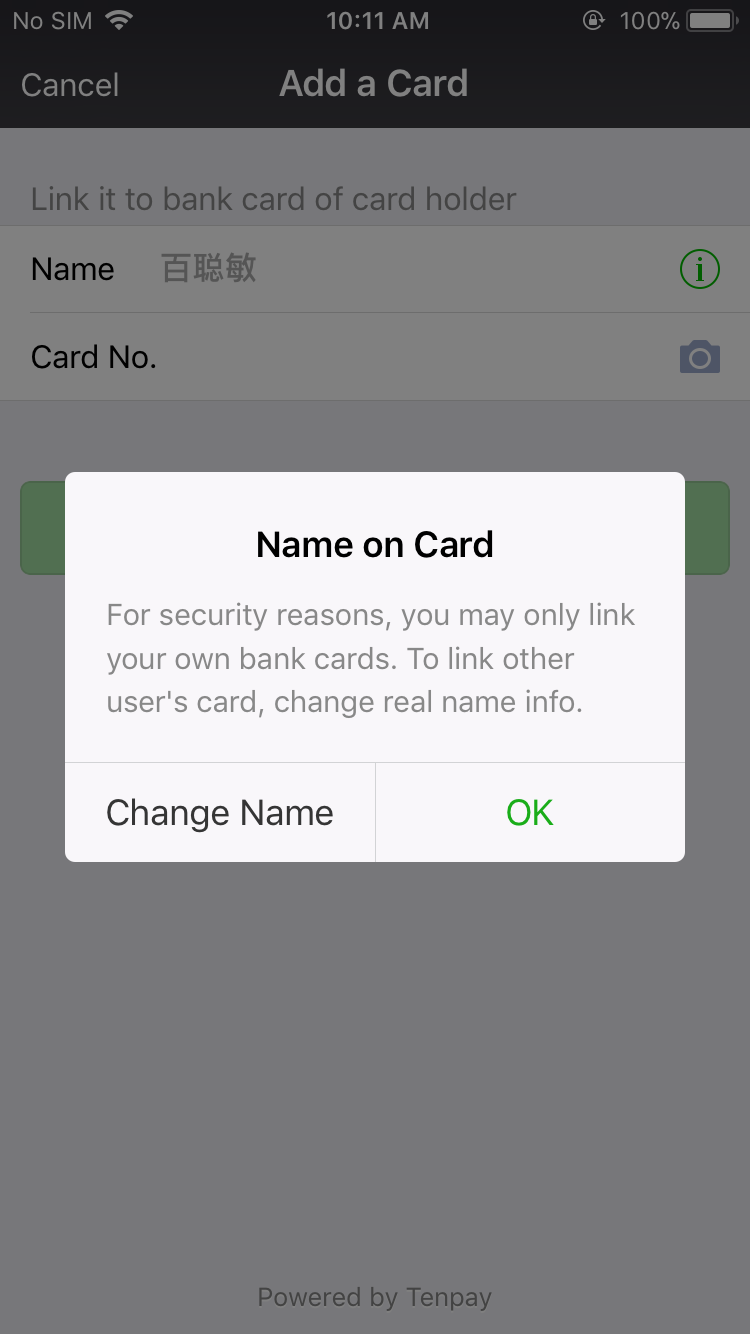 No SIM 10:11 AM 100%
Cancel Add a Card
Link it to bank card of card holder
Name 百聪敏
Card No.
Name on Card
For security reasons, you may only link
your own bank cards. To link other
user's card, change real name info.
Change Name OK
Powered by Tenpay